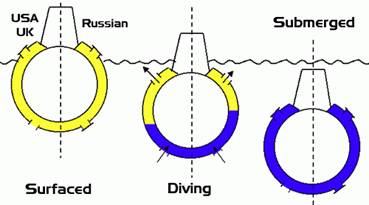 USA
UK
Russian
Submerged
Surfaced
Diving